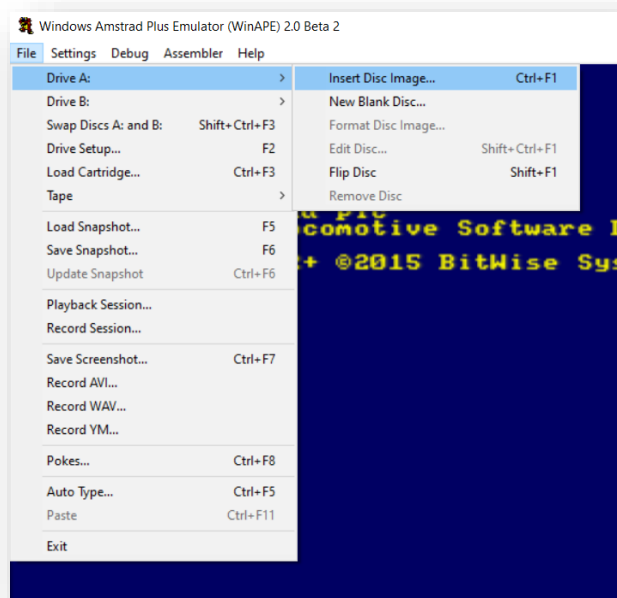 Windows Amstrad Plus Emulator (WinAPE) 2.0 Beta 2
File Settings Debug Assembler Help
Drive A: >
Drive B: >
Swap Discs A: and B: Shift+Ctrl+F3
Drive Setup... F2
Load Cartridge... Ctrl+F3
Tape >
Load Snapshot... F5
Save Snapshot... F6
Update Snapshot Ctrl+F6
Playback Session...
Record Session...
Save Screenshot... Ctrl+F7
Record AVI...
Record WAV...
Record YM...
Pokes... Ctrl+F8
Auto Type... Ctrl+F5
Paste Ctrl+F11
Exit
Insert Disc Image... Ctrl+F1
New Blank Disc...
Format Disc Image...
Edit Disc... Shift+Ctrl+F1
Flip Disc Shift+F1
Remove Disc
plc
comotive Software
+ ©2015 BitWise Sys